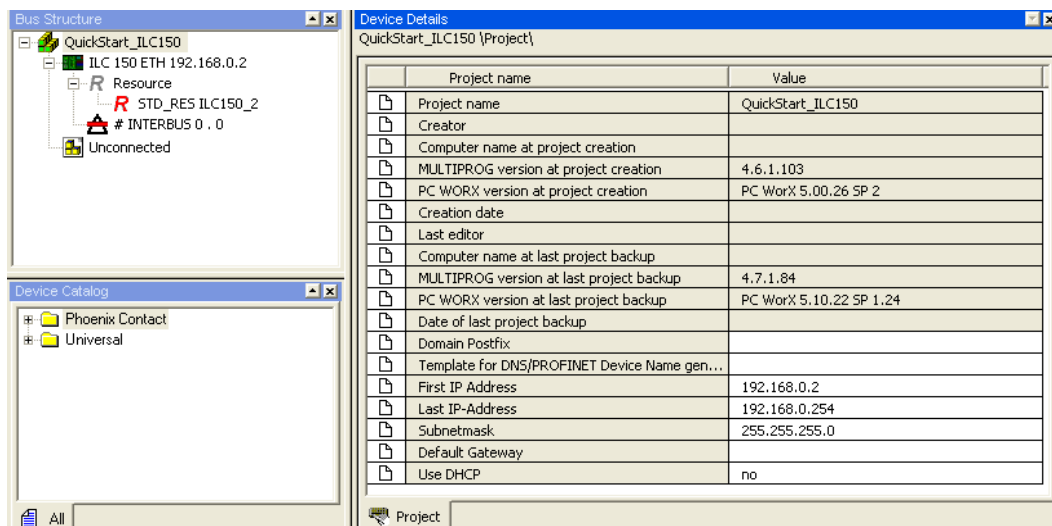 Bus Structure
QuickStart_ILC150
ILC 150 ETH 192.168.0.2
R Resource
R STD_RES ILC150_2
# INTERBUS 0 . 0
Unconnected
Device Catalog
Phoenix Contact
Universal
All
Device Details
QuickStart_ILC150 \Project\
Project name Value
Project name QuickStart_ILC150
Creator
Computer name at project creation
MULTIPROG version at project creation 4.6.1.103
PC WORX version at project creation PC WorX 5.00.26 SP 2
Creation date
Last editor
Computer name at last project backup
MULTIPROG version at last project backup 4.7.1.84
PC WORX version at last project backup PC WorX 5.10.22 SP 1.24
Date of last project backup
Domain Postfix
Template for DNS/PROFINET Device Name gen...
First IP Address 192.168.0.2
Last IP-Address 192.168.0.254
Subnetmask 255.255.255.0
Default Gateway
Use DHCP no
Project